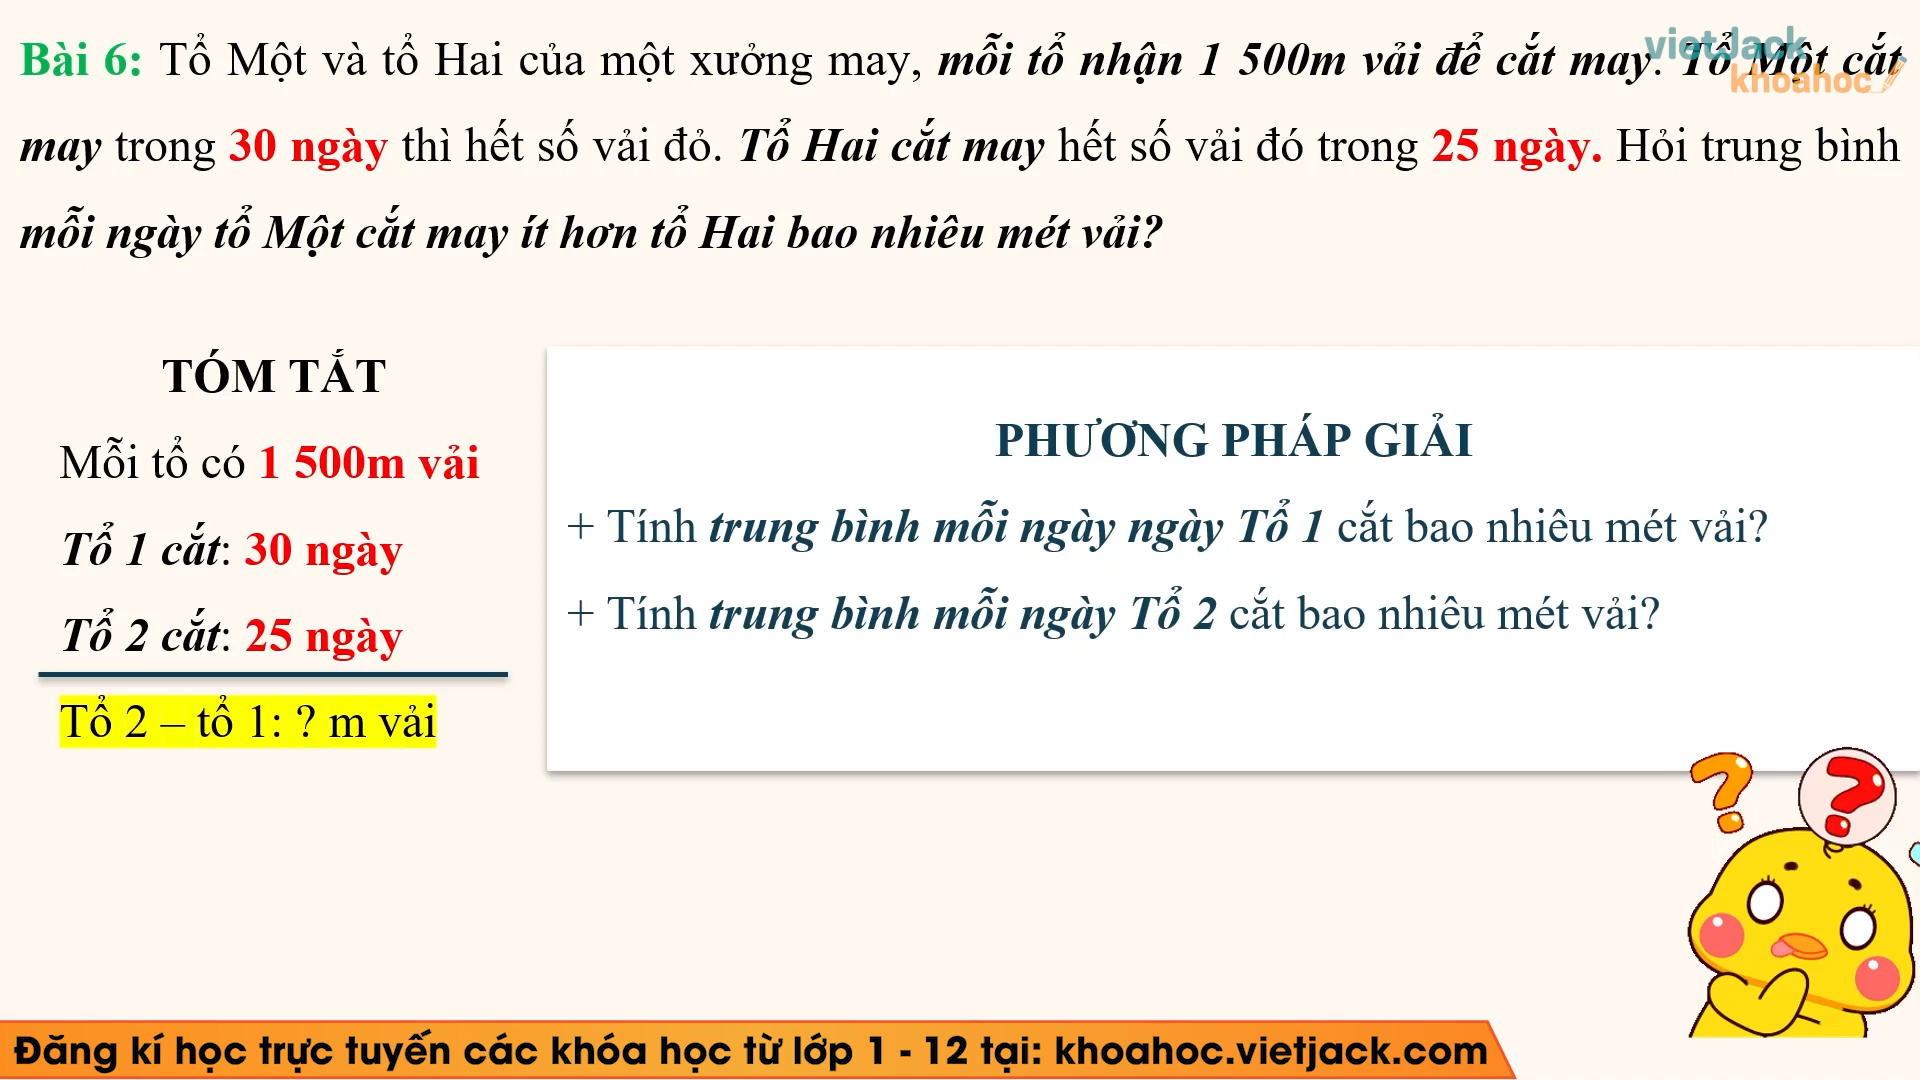 Bài 6: Tổ Một và tổ Hai của một xưởng may, mỗi tổ nhận 1 500m vải để cắt may. Tổ Một cắt
may trong 30 ngày thì hết số vải đỏ. Tổ Hai cắt may hết số vải đó trong 25 ngày. Hỏi trung bình
mỗi ngày tổ Một cắt may ít hơn tổ Hai bao nhiêu mét vải?
vietJack
khoahoc
TÓM TẮT
Mỗi tổ có 1 500m vải
Tổ 1 cắt: 30 ngày
Tổ 2 cắt: 25 ngày
Tổ 2 – tổ 1: ? m vải
PHƯƠNG PHÁP GIẢI
+ Tính trung bình mỗi ngày ngày Tổ 1 cắt bao nhiêu mét vải?
+ Tính trung bình mỗi ngày Tổ 2 cắt bao nhiêu mét vải?
? ?
Đăng kí học trực tuyến các khóa học từ lớp 1 - 12 tại: khoahoc.vietjack.com